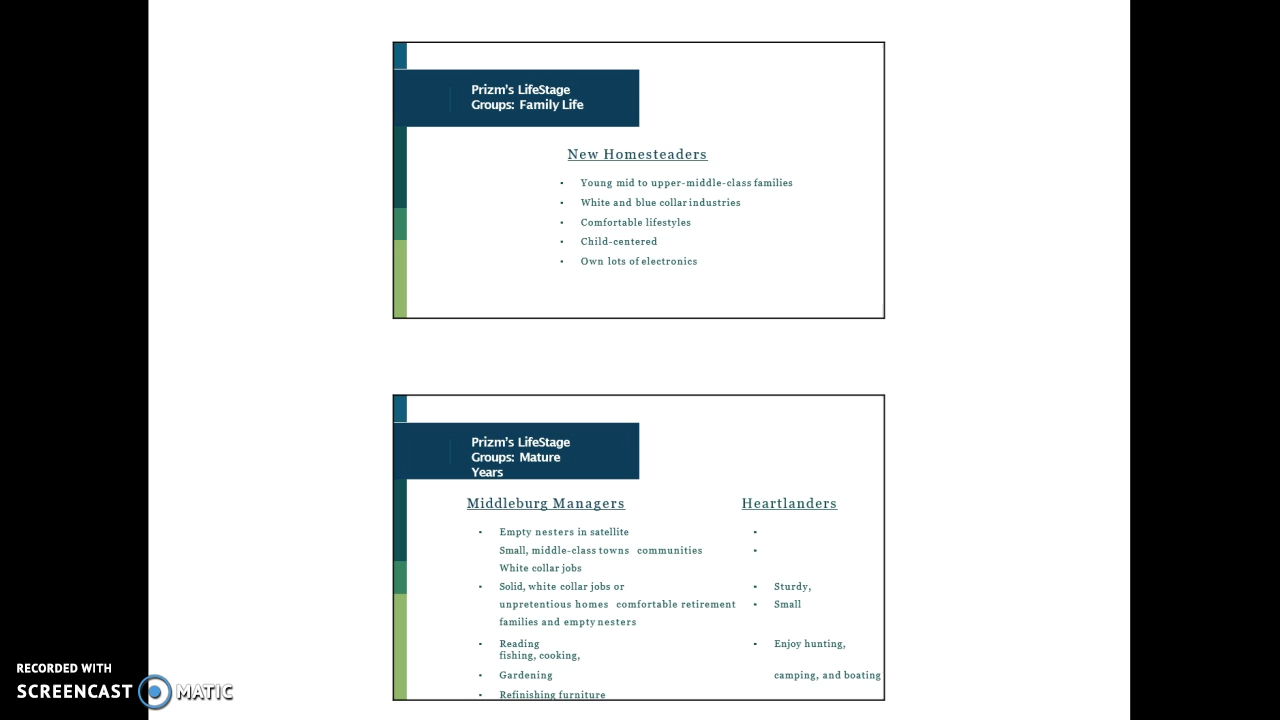 Prizm's LifeStage
Groups: Family Life
New Homesteaders
▪ Young mid to upper-middle-class families
▪ White and blue collar industries
▪ Comfortable lifestyles
▪ Child-centered
▪ Own lots of electronics
Prizm's LifeStage
Groups: Mature
Years
Middleburg Managers
▪ Empty nesters in satellite
Small, middle-class towns communities
White collar jobs
▪ Solid, white collar jobs or
unpretentious homes comfortable retirement
families and empty nesters
▪ Reading
fishing, cooking,
▪ Gardening
▪ Refinishing furniture
Heartlanders
▪
▪
▪ Sturdy,
▪ Small
▪ Enjoy hunting,
camping, and boating
RECORDED WITH
SCREENCAST MATIC